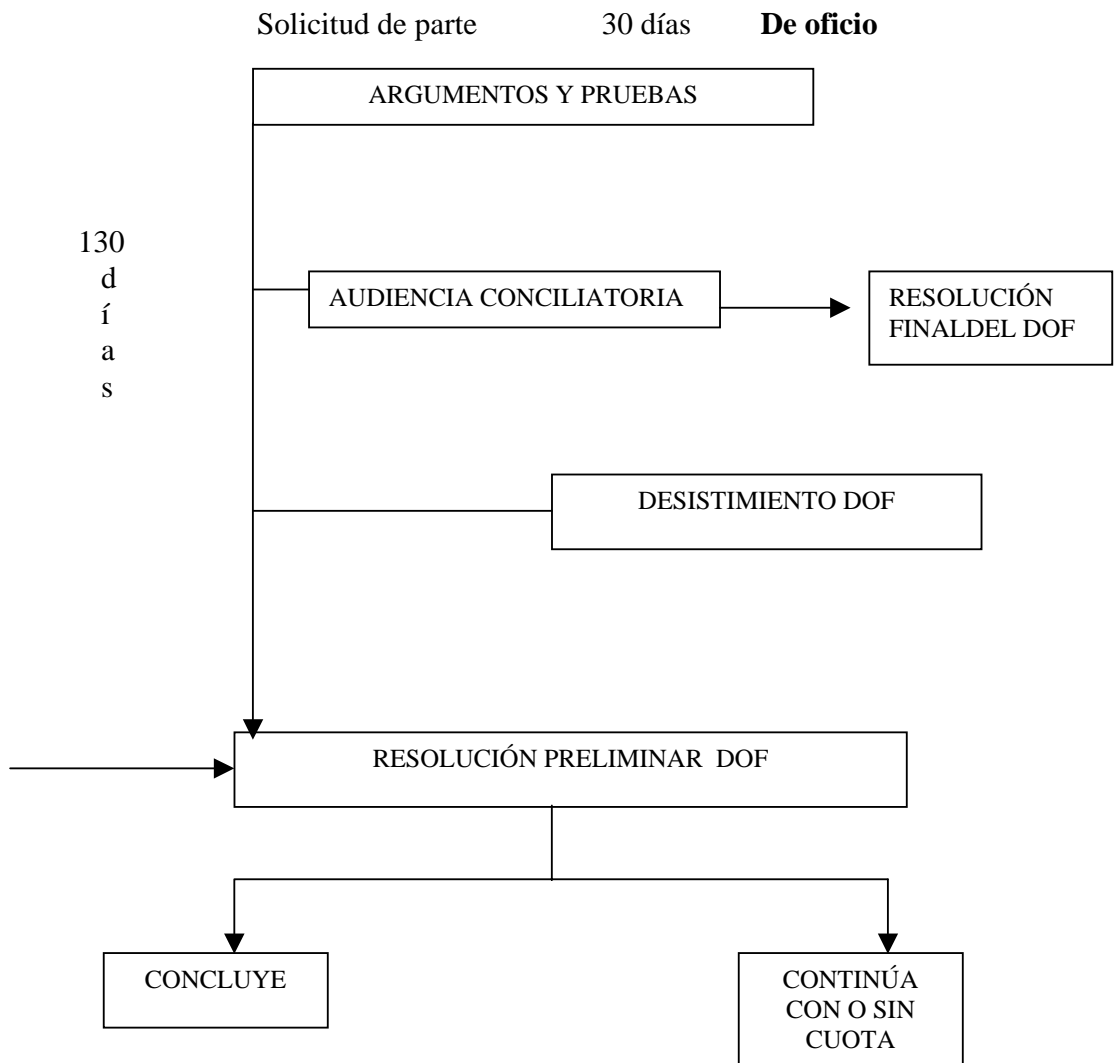 Solicitud de parte 30 días De oficio
ARGUMENTOS Y PRUEBAS
130
d
í
a
s
AUDIENCIA CONCILIATORIA
RESOLUCIÓN
FINALDEL DOF
DESISTIMIENTO DOF
RESOLUCIÓN PRELIMINAR DOF
CONCLUYE
CONTINÚA
CON O SIN
CUOTA